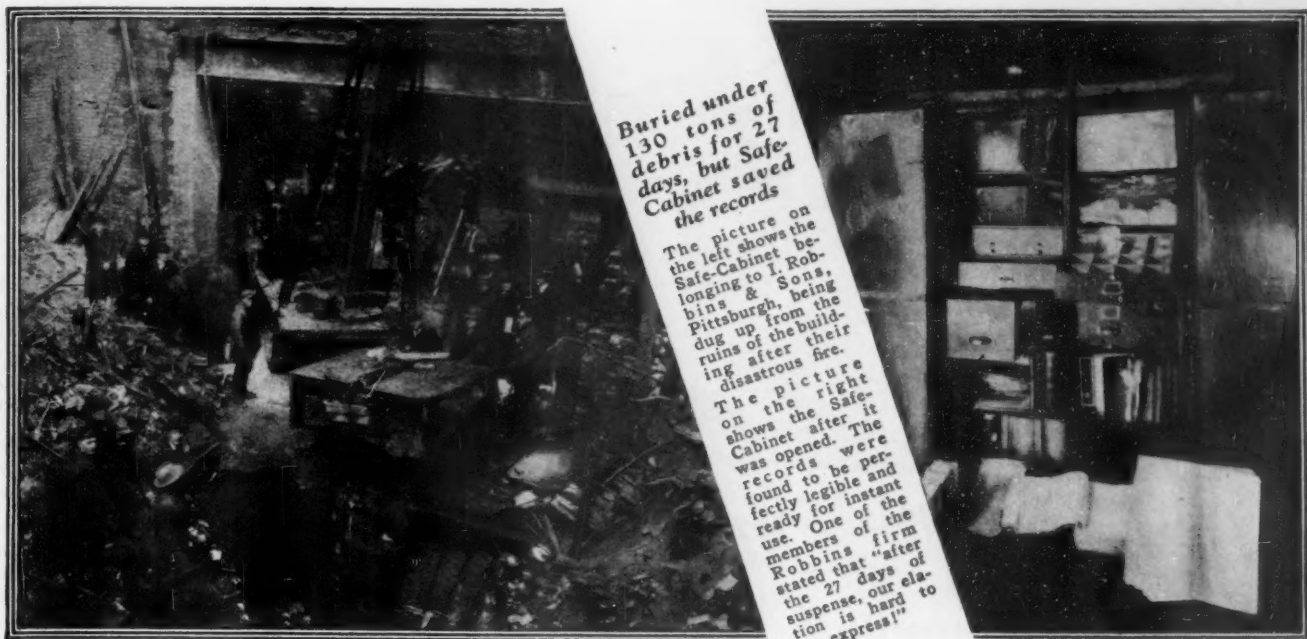 Buried under
130 tons of
debris for 27
days, but Safe-
Cabinet saved
the records
The picture on
the left shows the
Safe-Cabinet be-
longing to I. Rob-
bins & Sons,
Pittsburgh, being
dug up from the
ruins of the build-
ing after their
disastrous fire.
The picture
on the right
shows the Safe-
Cabinet after it
was opened. The
records were
found to be per-
fectly legible and
ready for instant
use. One of the
members of the
Robbins firm
stated that "after
the 27 days of
suspense, our ela-
tion is hard to
express!"